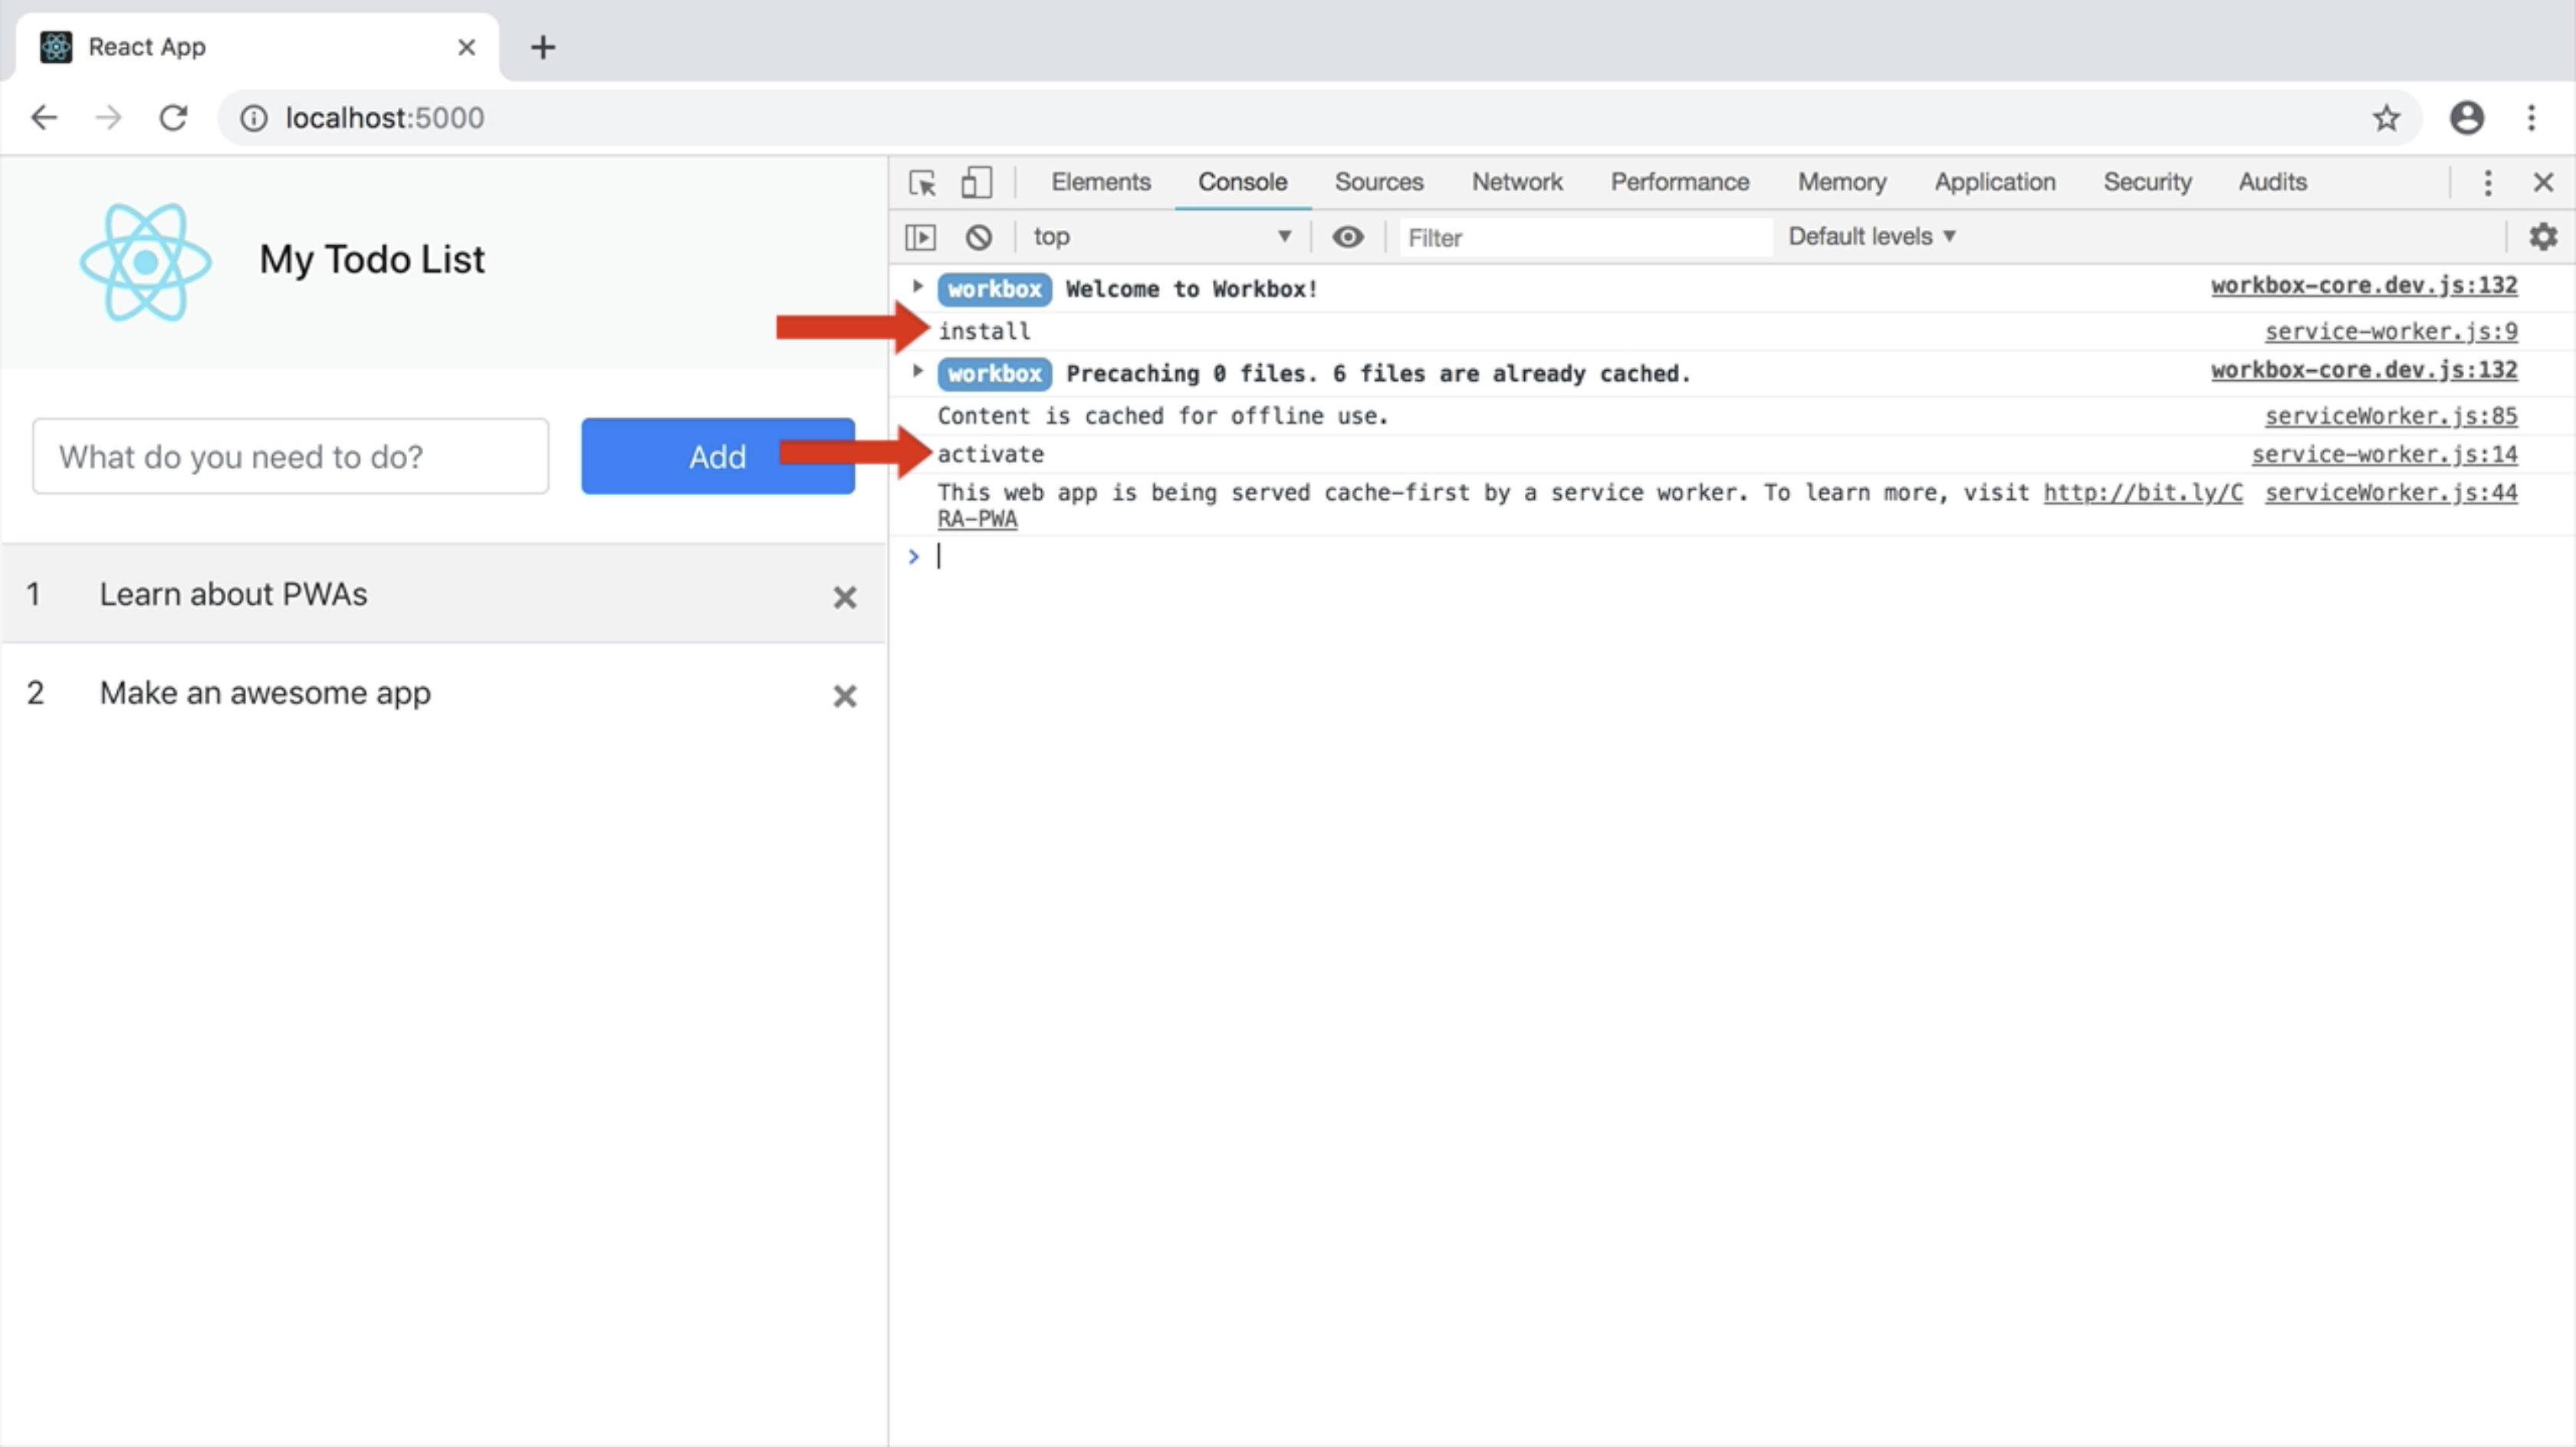 React App
localhost:5000
My Todo List
What do you need to do?
Add
1 Learn about PWAs
2 Make an awesome app
Elements Console Sources Network Performance Memory Application Security Audits
top Filter Default levels
workbox Welcome to Workbox! workbox-core.dev.js:132
install service-worker.js:9
workbox Precaching 0 files. 6 files are already cached. workbox-core.dev.js:132
Content is cached for offline use. serviceWorker.js:85
activate service-worker.js:14
This web app is being served cache-first by a service worker. To learn more, visit http://bit.ly/C serviceWorker.js:44
RA-PWA